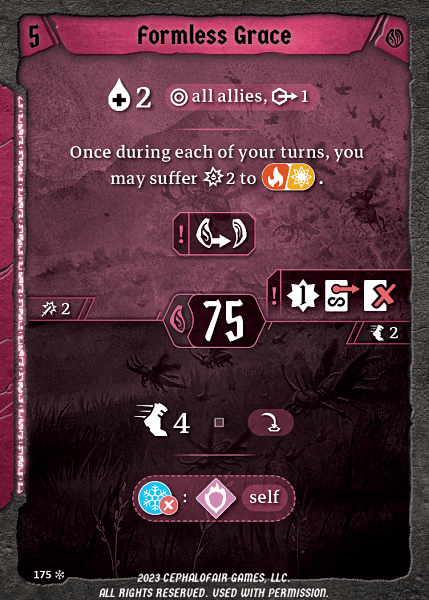 5
Formless Grace
2 all allies, 1
Once during each of your turns, you
may suffer 2 to .
!
! 1
2
75
2
4
: self
175
2023 CEPHALOFAIR GAMES, LLC.
ALL RIGHTS RESERVED. USED WITH PERMISSION.